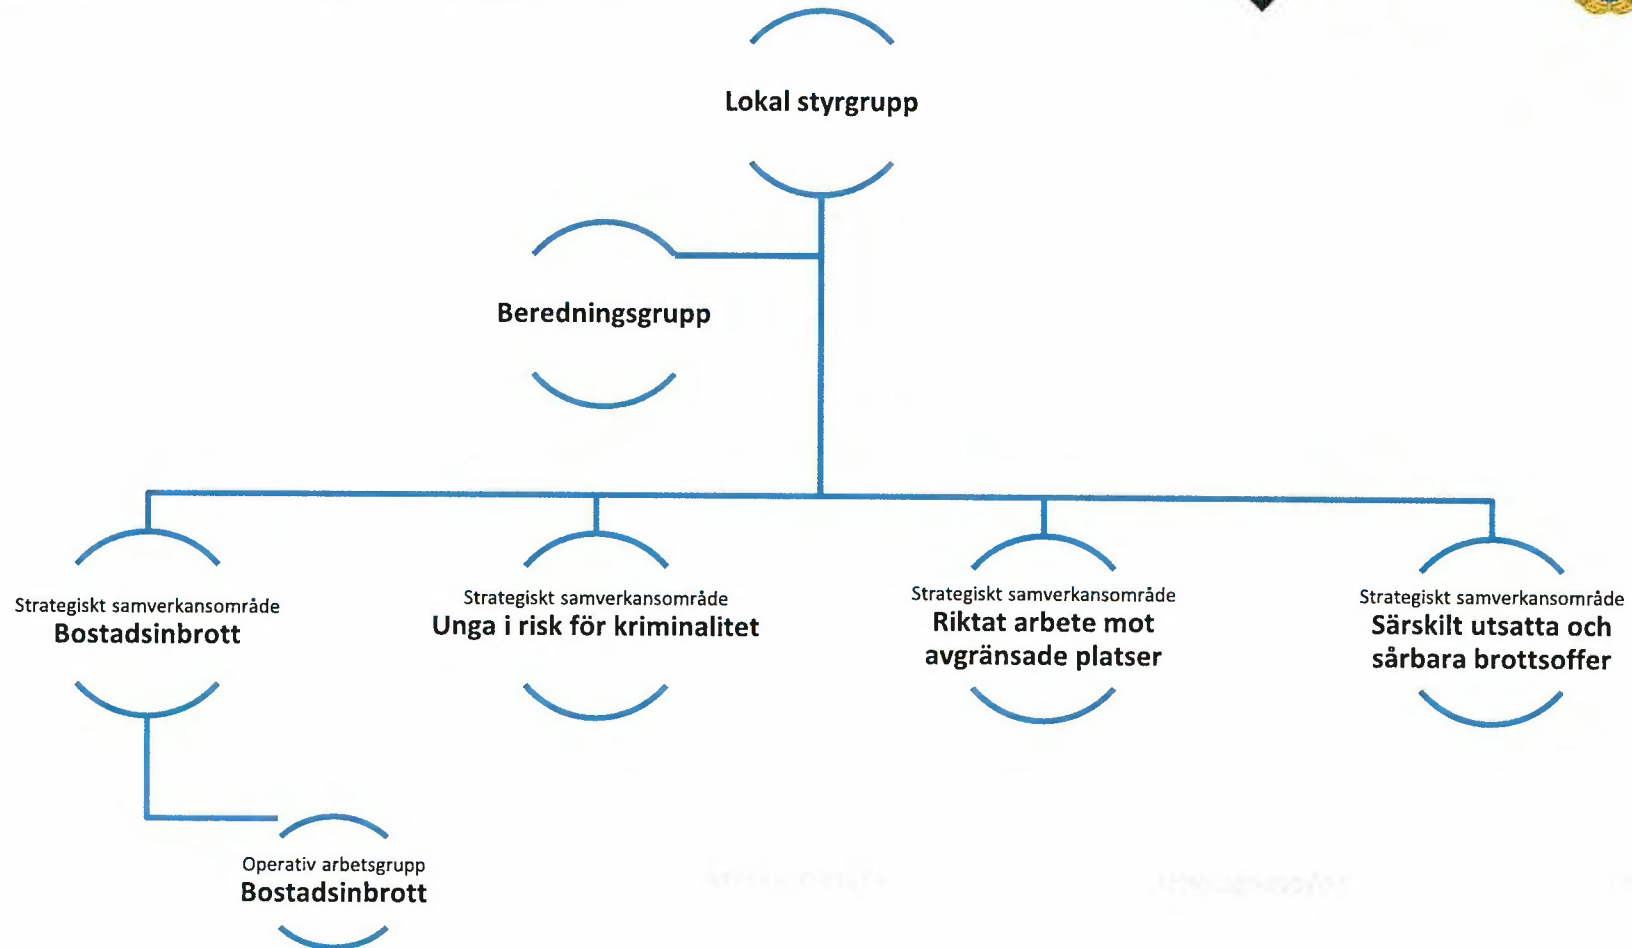 Lokal styrgrupp
Beredningsgrupp
Strategiskt samverkansområde
Bostadsinbrott
Strategiskt samverkansområde
Unga i risk för kriminalitet
Strategiskt samverkansområde
Riktat arbete mot
avgränsade platser
Strategiskt samverkansområde
Särskilt utsatta och
sårbara brottsoffer
Operativ arbetsgrupp
Bostadsinbrott